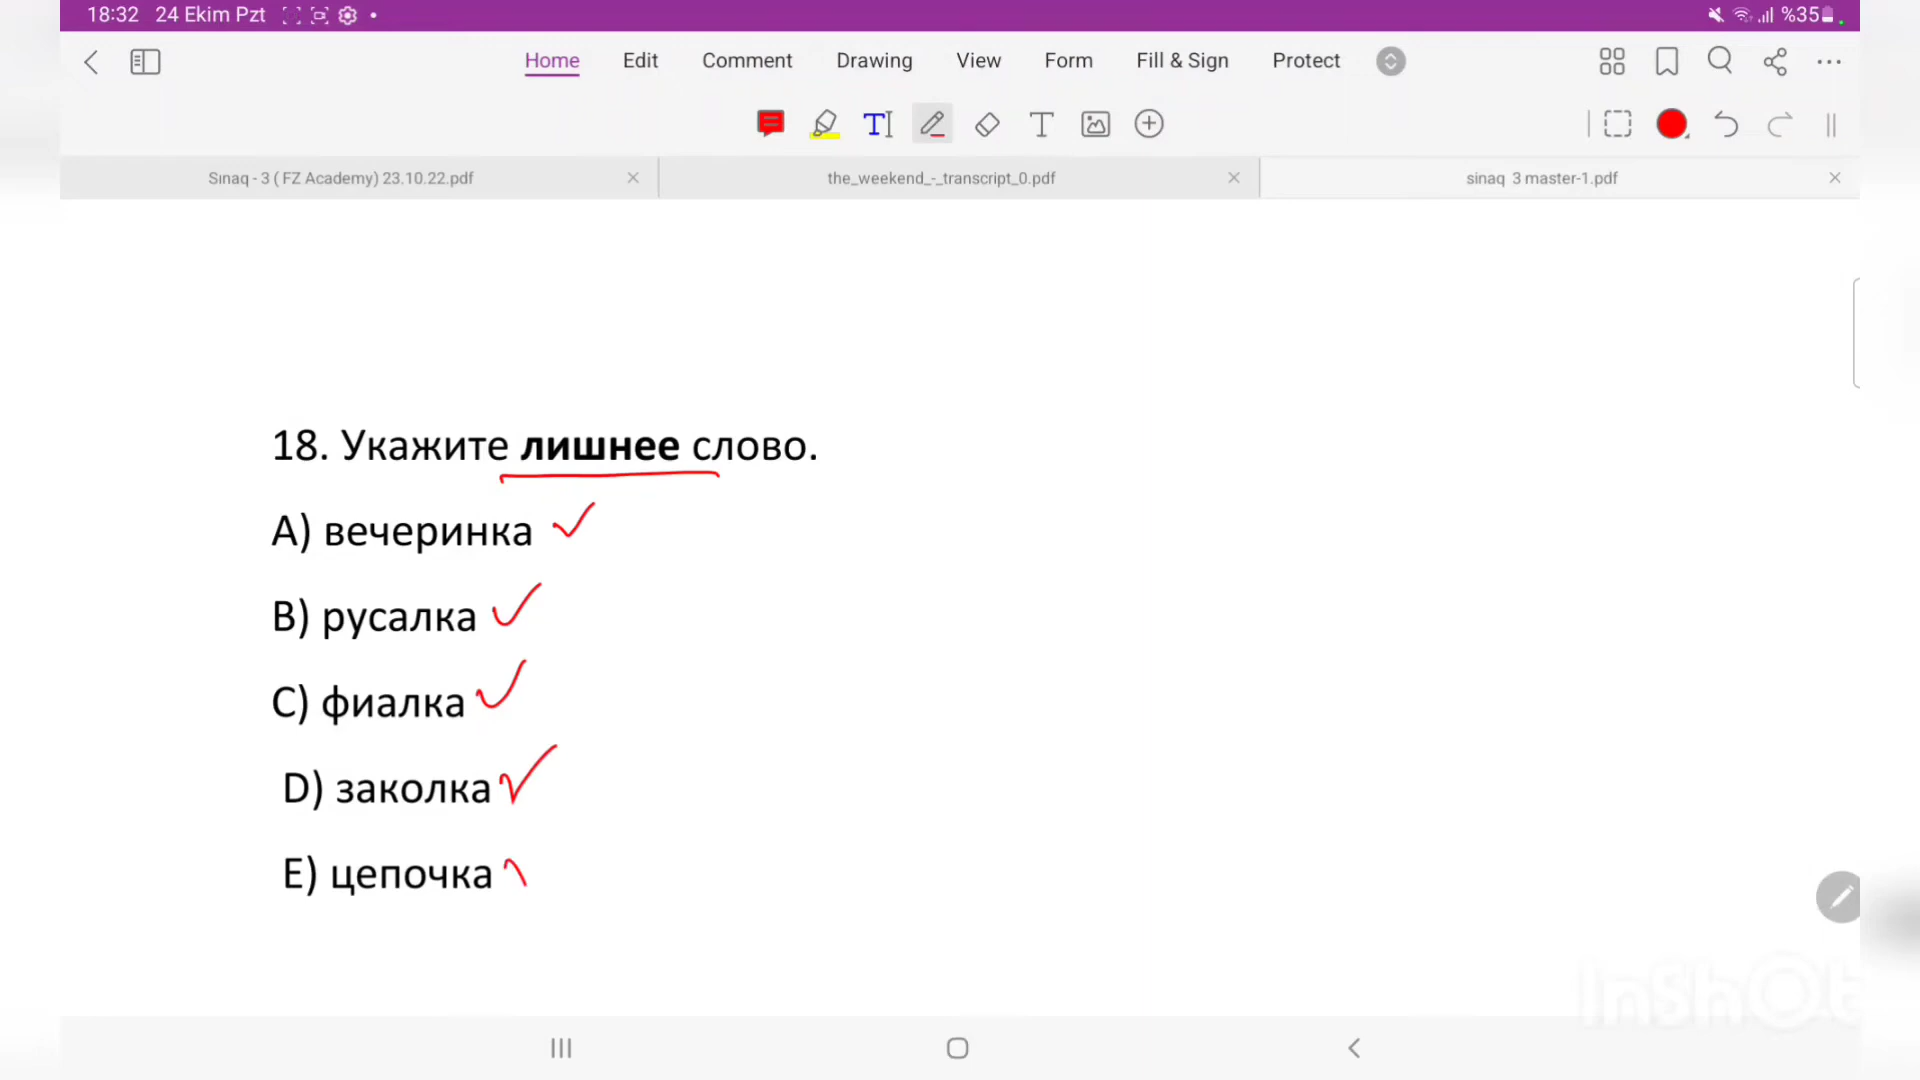 18:32 24 Ekim Pzt %35
Home Edit Comment Drawing View Form Fill & Sign Protect
Sınaq - 3 ( FZ Academy) 23.10.22.pdf the_weekend_-_transcript_0.pdf sinaq 3 master-1.pdf
18. Укажите лишнее слово.
A) вечеринка
B) русалка
C) фиалка
D) заколка
E) цепочка
InShOt